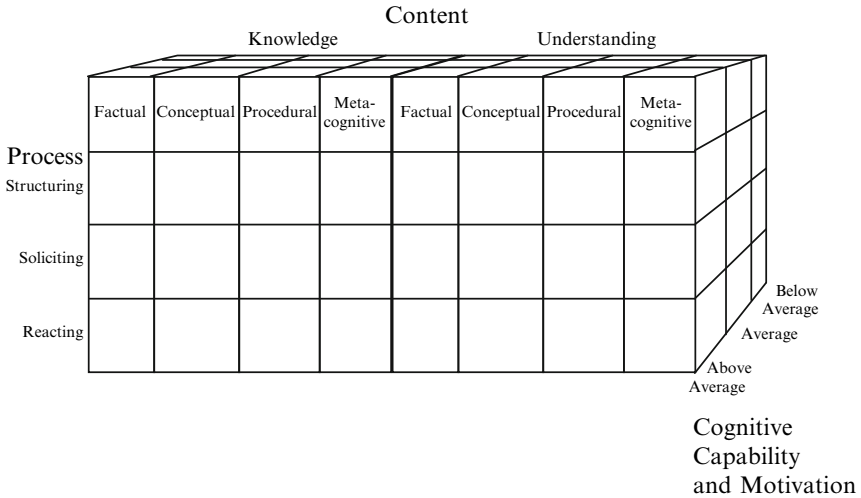 Content
Knowledge Understanding
Factual Conceptual Procedural Meta-cognitive Factual Conceptual Procedural Meta-cognitive
Process
Structuring
Soliciting
Reacting
Below
Average
Average
Above
Average
Cognitive
Capability
and Motivation